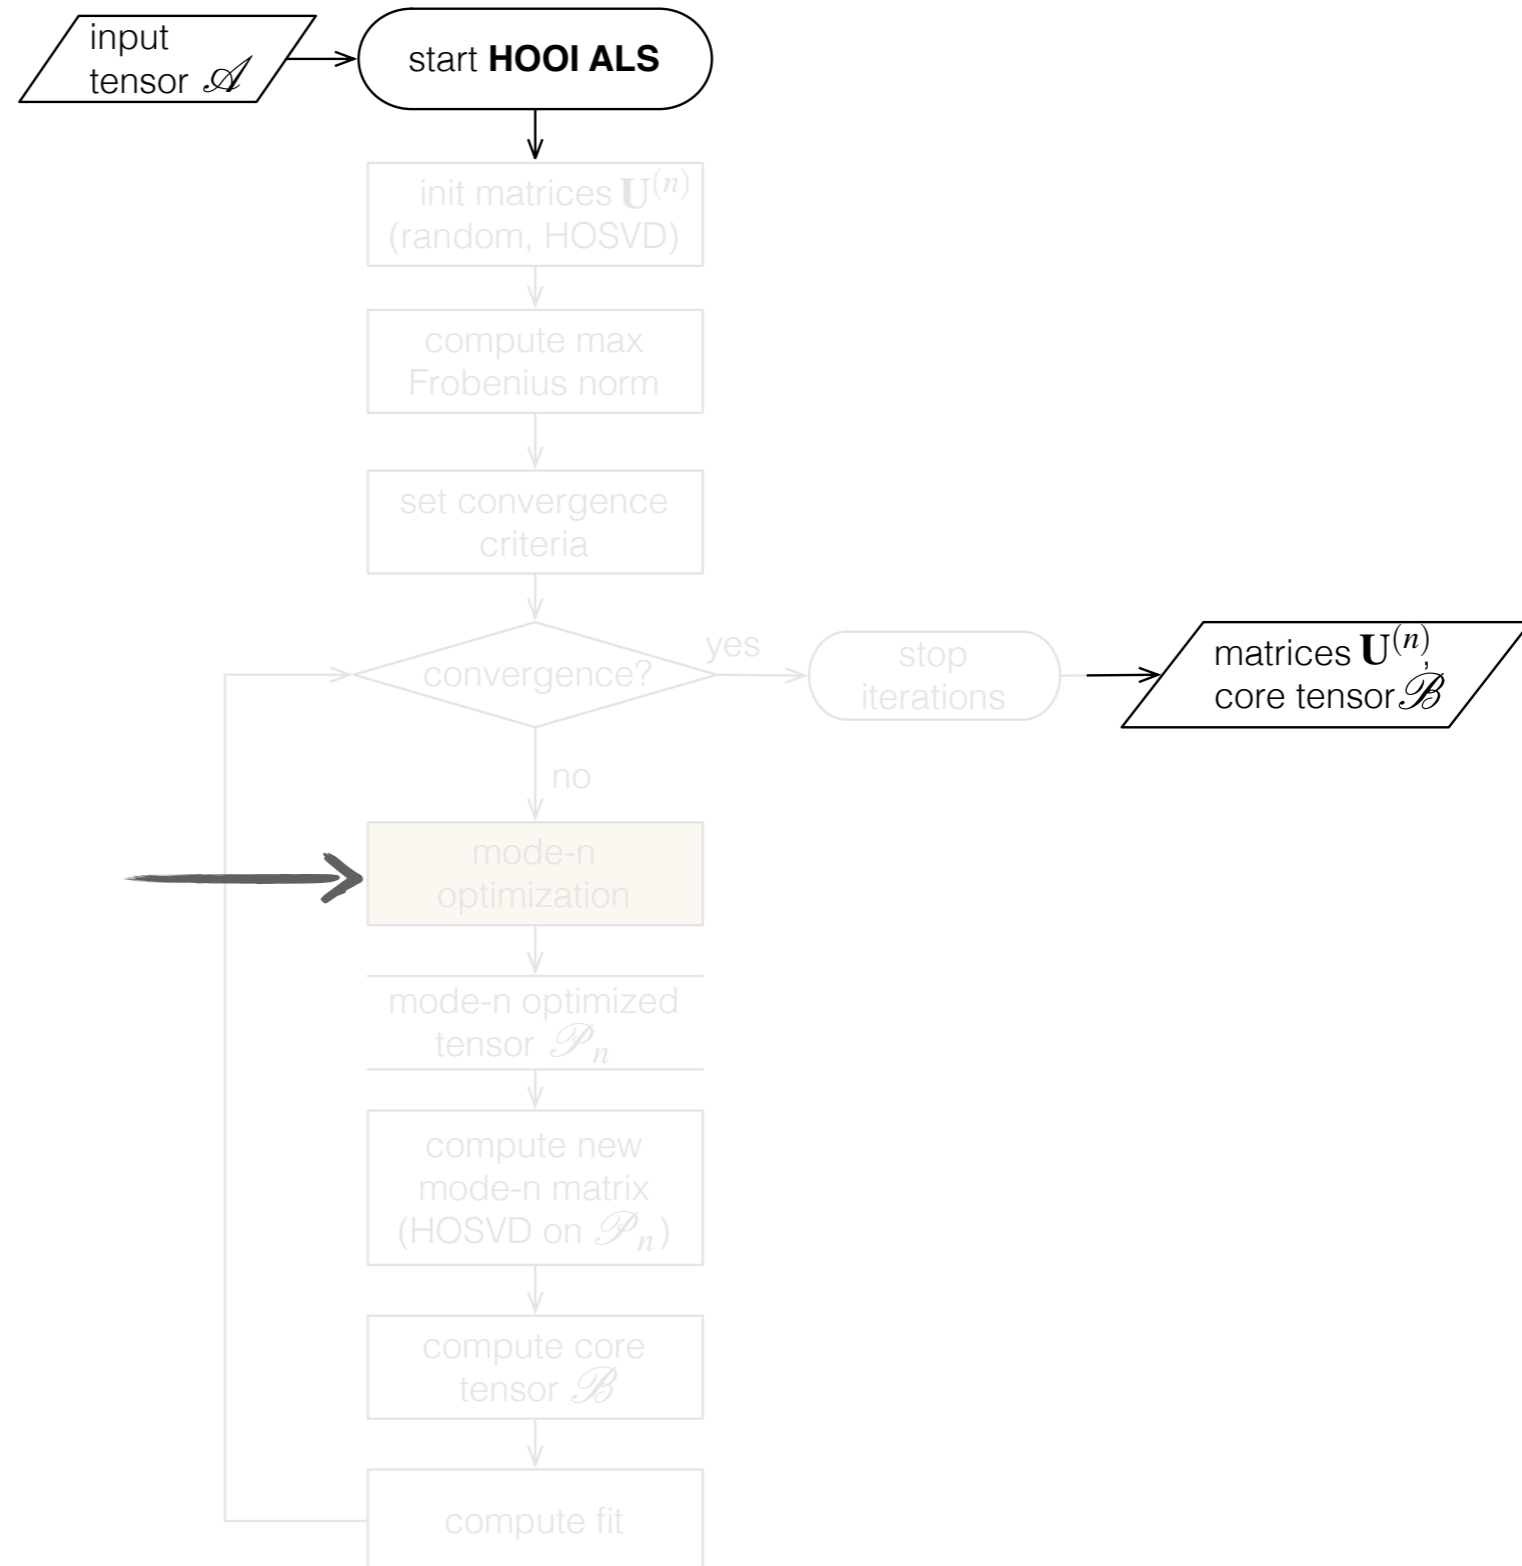 input
tensor 𝒜
start HOOI ALS
init matrices U⁽ⁿ⁾
(random, HOSVD)
compute max
Frobenius norm
set convergence
criteria
convergence?
yes
stop
iterations
matrices U⁽ⁿ⁾,
core tensor ℬ
no
mode-n
optimization
mode-n optimized
tensor 𝒫ₙ
compute new
mode-n matrix
(HOSVD on 𝒫ₙ)
compute core
tensor ℬ
compute fit